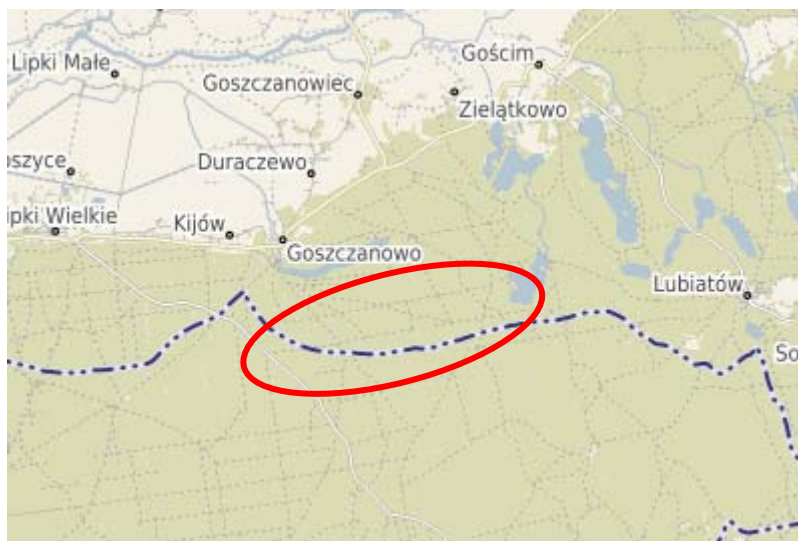 Gościm
Lipki Małe
Goszczanowiec
Zielątkowo
oszyce
Duraczewo
ipki Wielkie
Kijów
Goszczanowo
Lubiatów
So